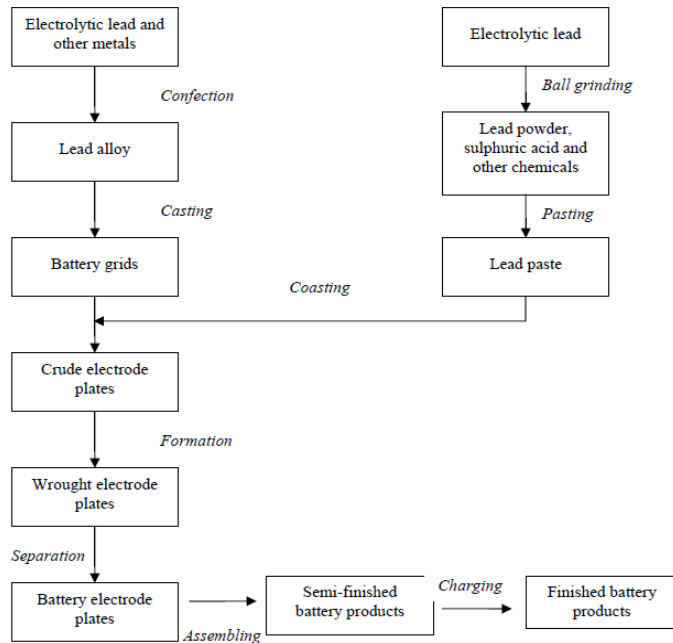 Electrolytic lead and
other metals
Electrolytic lead
Confection
Ball grinding
Lead alloy
Lead powder,
sulphuric acid and
other chemicals
Casting
Pasting
Battery grids
Lead paste
Coasting
Crude electrode
plates
Formation
Wrought electrode
plates
Separation
Battery electrode
plates
Assembling
Semi-finished
battery products
Charging
Finished battery
products